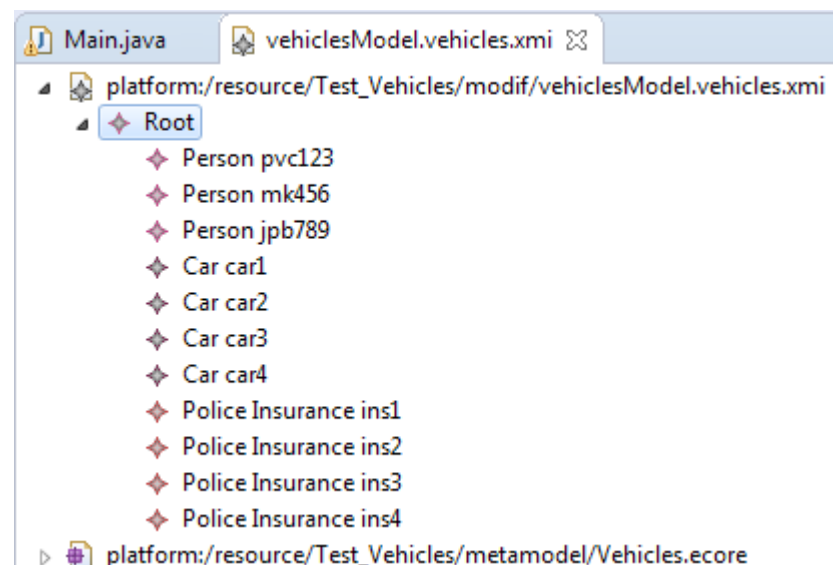 Main.java vehiclesModel.vehicles.xmi
platform:/resource/Test_Vehicles/modif/vehiclesModel.vehicles.xmi
Root
Person pvc123
Person mk456
Person jpb789
Car car1
Car car2
Car car3
Car car4
Police Insurance ins1
Police Insurance ins2
Police Insurance ins3
Police Insurance ins4
platform:/resource/Test_Vehicles/metamodel/Vehicles.ecore